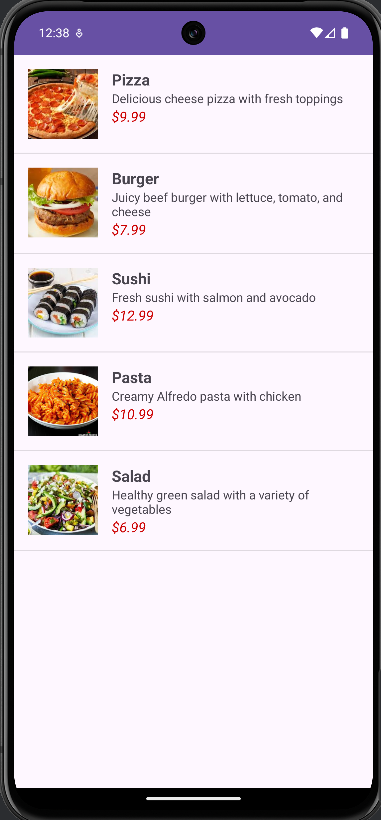 12:38
Pizza
Delicious cheese pizza with fresh toppings
$9.99
Burger
Juicy beef burger with lettuce, tomato, and
cheese
$7.99
Sushi
Fresh sushi with salmon and avocado
$12.99
Pasta
Creamy Alfredo pasta with chicken
$10.99
Salad
Healthy green salad with a variety of
vegetables
$6.99